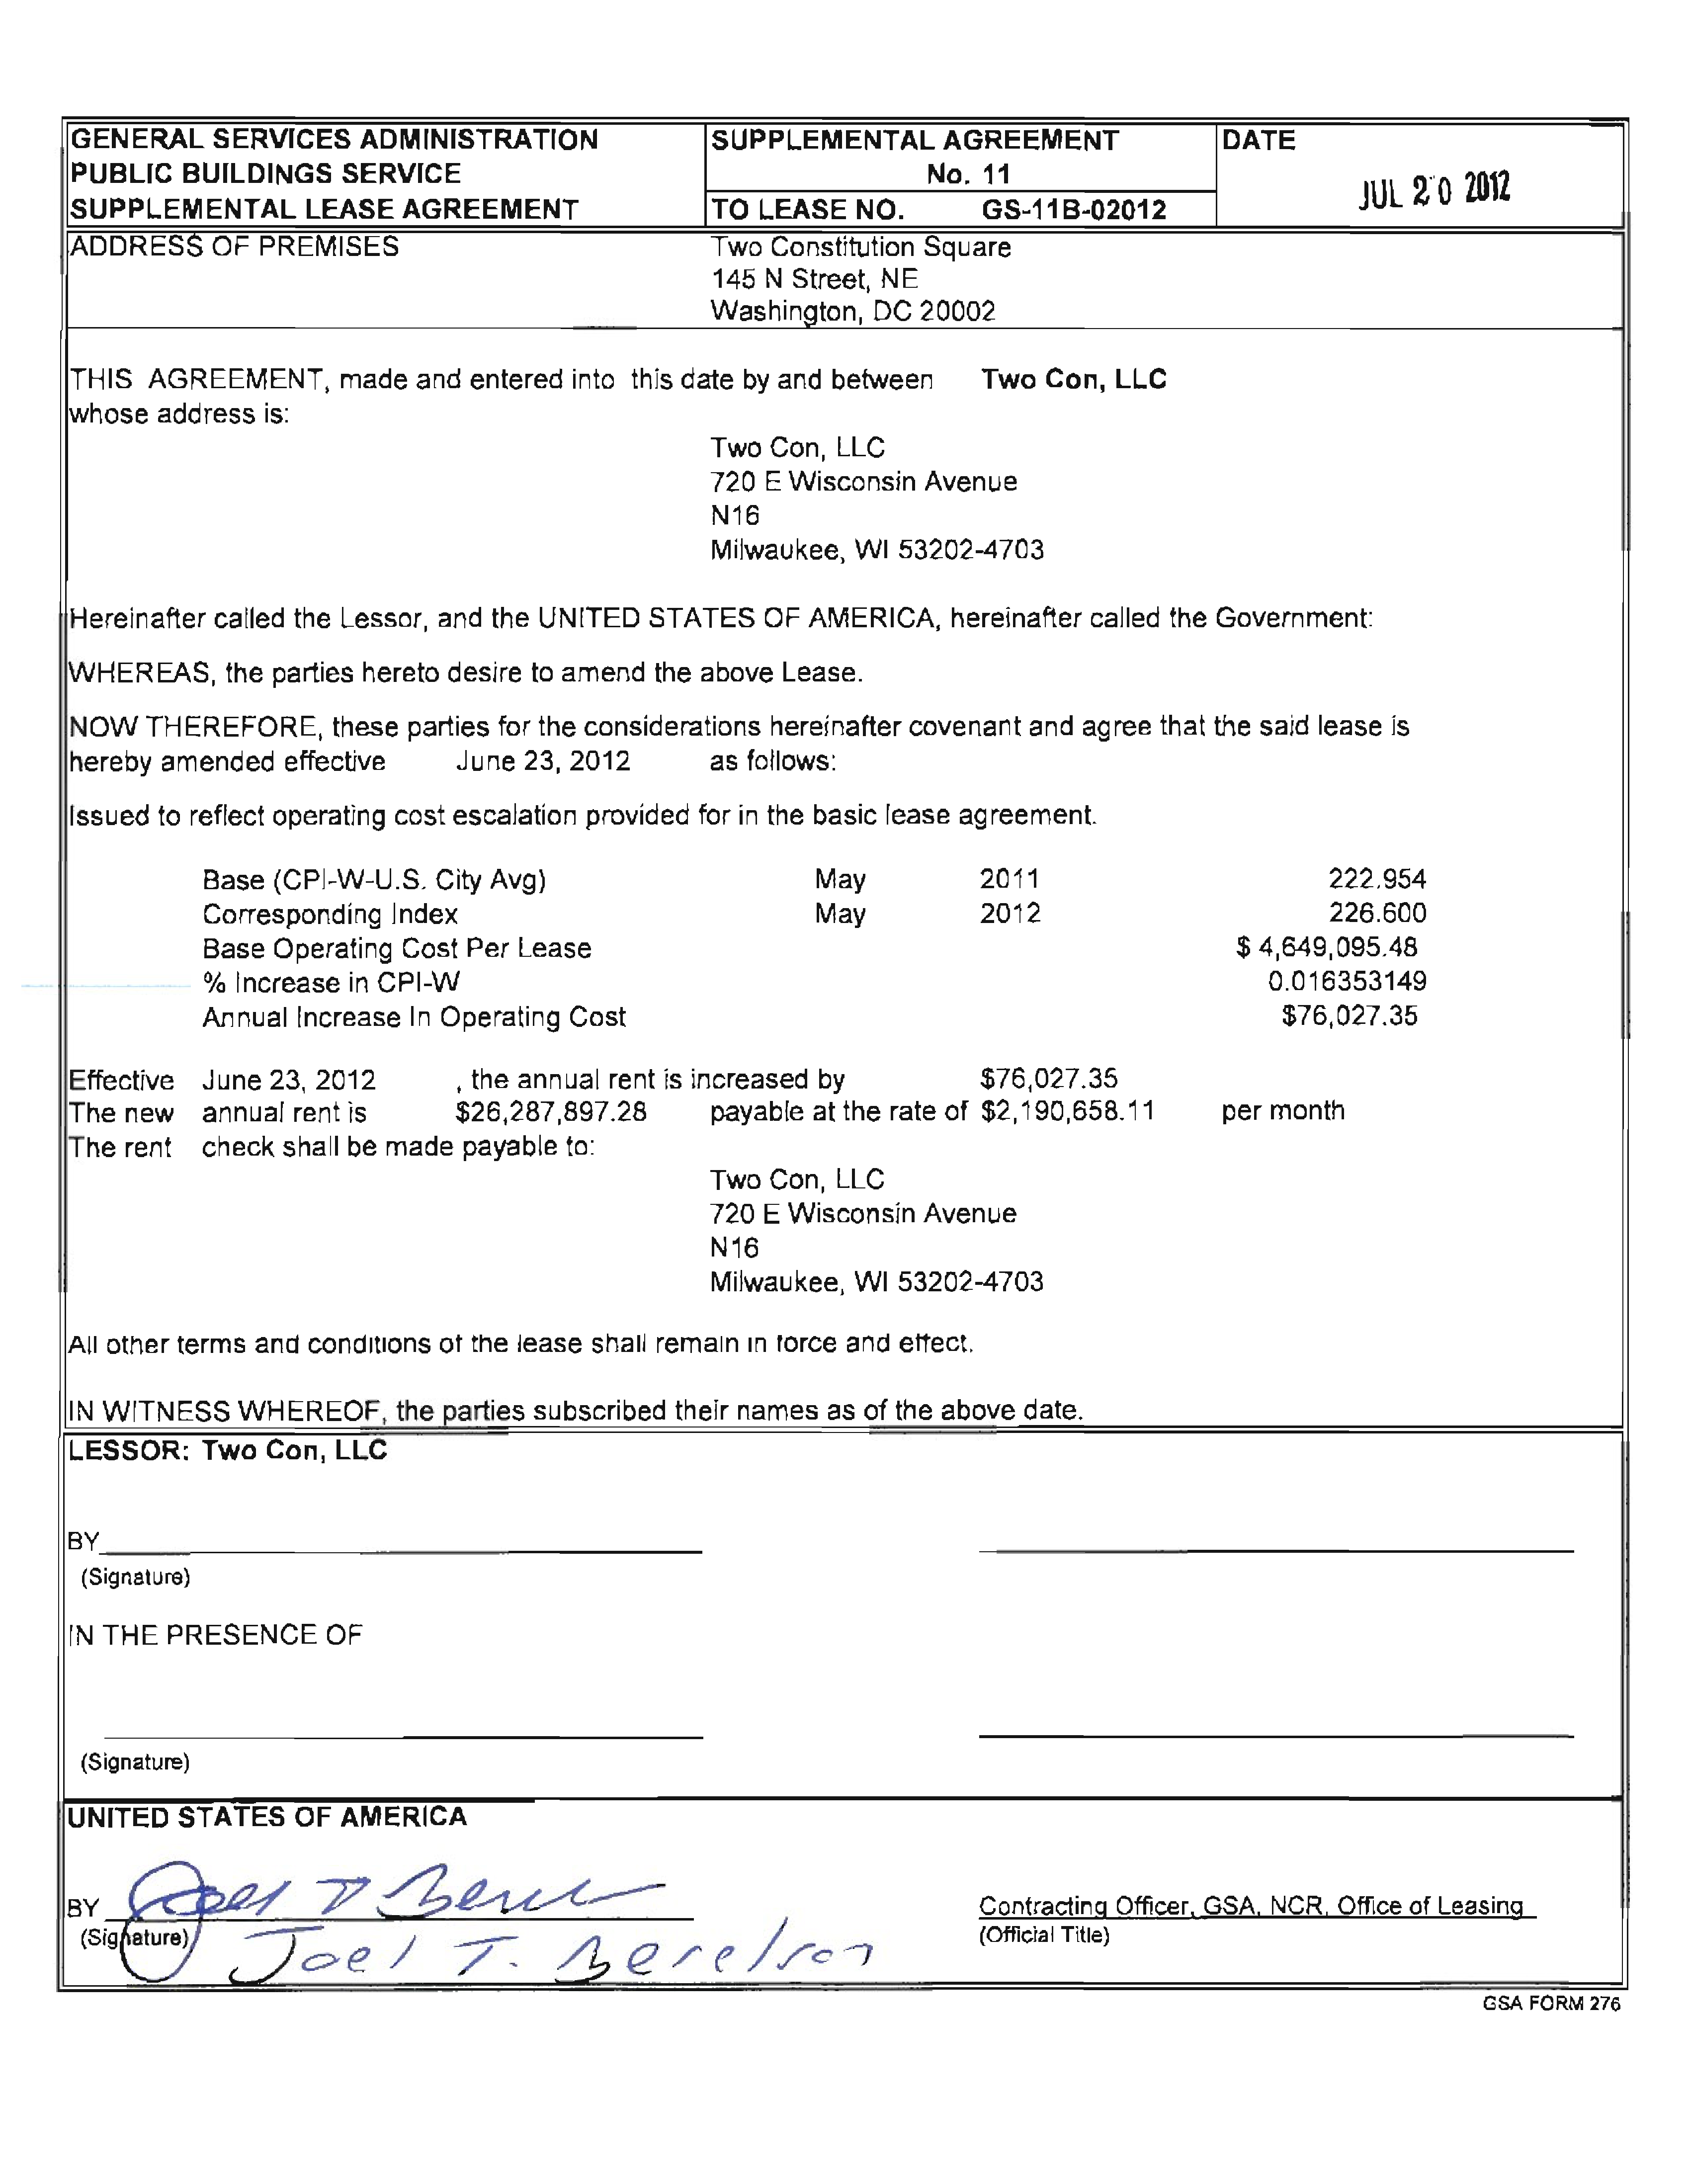 GENERAL SERVICES ADMINISTRATION
PUBLIC BUILDINGS SERVICE
SUPPLEMENTAL LEASE AGREEMENT
SUPPLEMENTAL AGREEMENT
No. 11
TO LEASE NO. GS-11B-02012
DATE
JUL 20 2012
ADDRESS OF PREMISES
Two Constitution Square
145 N Street, NE
Washington, DC 20002
THIS AGREEMENT, made and entered into this date by and between Two Con, LLC
whose address is:
Two Con, LLC
720 E Wisconsin Avenue
N16
Milwaukee, WI 53202-4703
Hereinafter called the Lessor, and the UNITED STATES OF AMERICA, hereinafter called the Government:
WHEREAS, the parties hereto desire to amend the above Lease.
NOW THEREFORE, these parties for the considerations hereinafter covenant and agree that the said lease is
hereby amended effective June 23, 2012 as follows:
Issued to reflect operating cost escalation provided for in the basic lease agreement.
Base (CPI-W-U.S. City Avg) May 2011 222.954
Corresponding Index May 2012 226.600
Base Operating Cost Per Lease $ 4,649,095.48
% Increase in CPI-W 0.016353149
Annual Increase In Operating Cost $76,027.35
Effective June 23, 2012 , the annual rent is increased by $76,027.35
The new annual rent is $26,287,897.28 payable at the rate of $2,190,658.11 per month
The rent check shall be made payable to:
Two Con, LLC
720 E Wisconsin Avenue
N16
Milwaukee, WI 53202-4703
All other terms and conditions of the lease shall remain in force and effect.
IN WITNESS WHEREOF, the parties subscribed their names as of the above date.
LESSOR: Two Con, LLC
BY
(Signature)
IN THE PRESENCE OF
(Signature)
UNITED STATES OF AMERICA
BY
Contracting Officer, GSA, NCR, Office of Leasing
(Signature)
(Official Title)
Joel T. Berelson
GSA FORM 276